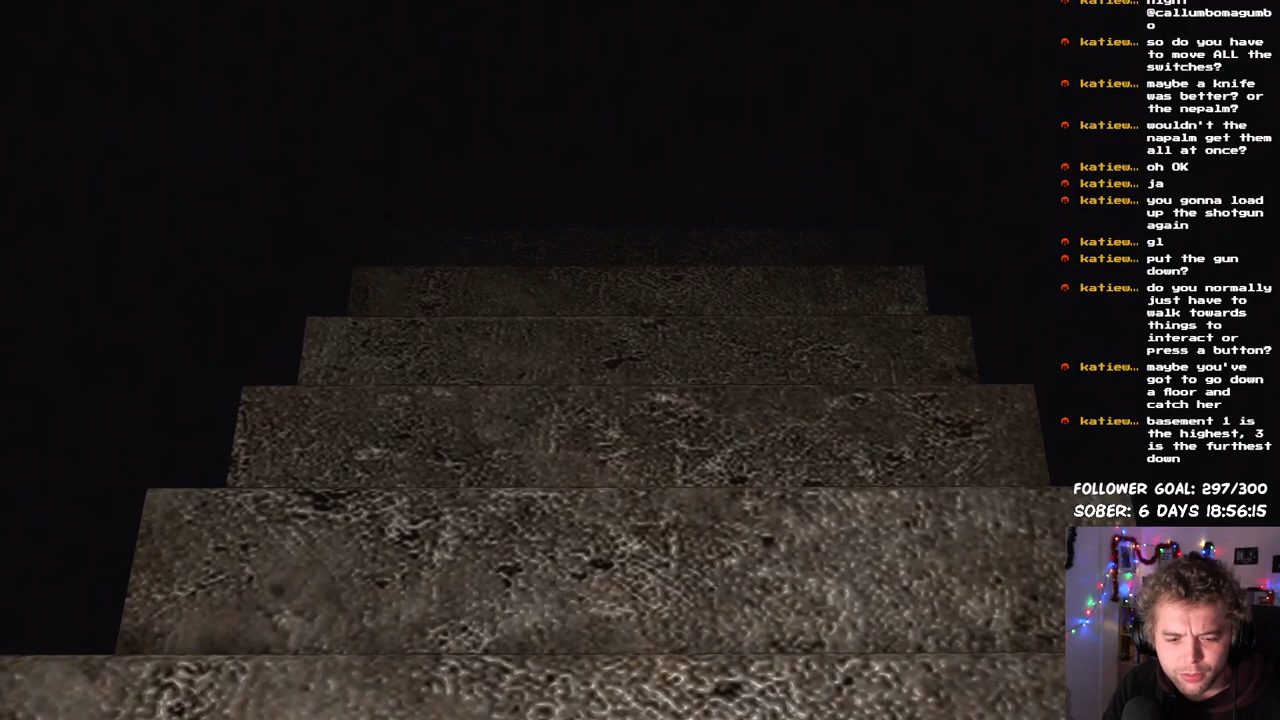 @callumbomagumb
o
katiew… so do you have
to move ALL the
switches?
katiew… maybe a knife
was better? or
the nepalm?
katiew… wouldn't the
napalm get them
all at once?
katiew… oh OK
katiew… ja
katiew… you gonna load
up the shotgun
again
katiew… gl
katiew… put the gun
down?
katiew… do you normally
just have to
walk towards
things to
interact or
press a button?
katiew… maybe you've
got to go down
a floor and
catch her
katiew… basement 1 is
the highest, 3
is the furthest
down
FOLLOWER GOAL: 297/300
SOBER: 6 DAYS 18:56:15